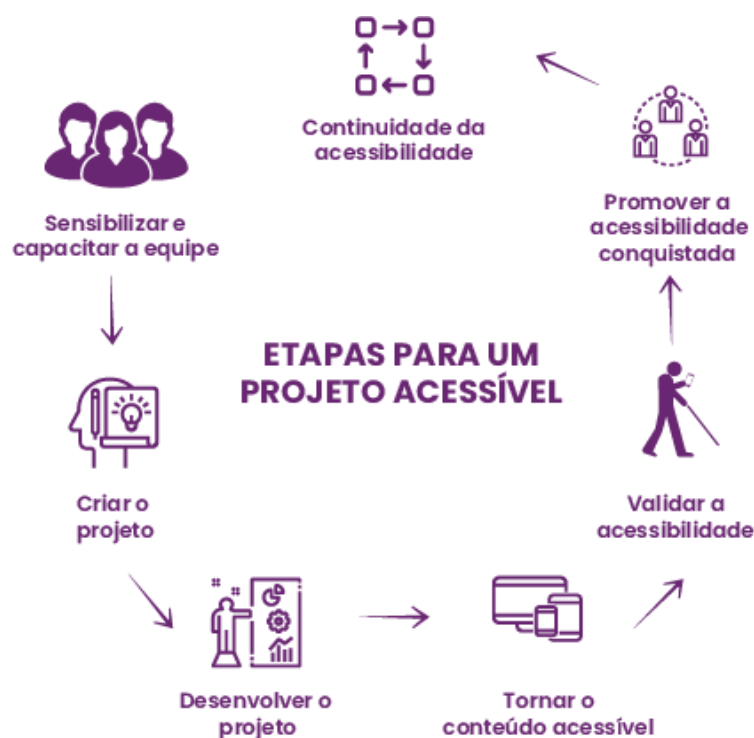 ETAPAS PARA UM
PROJETO ACESSÍVEL
Sensibilizar e
capacitar a equipe
Criar o
projeto
Desenvolver o
projeto
Tornar o
conteúdo acessível
Validar a
acessibilidade
Promover a
acessibilidade
conquistada
Continuidade da
acessibilidade